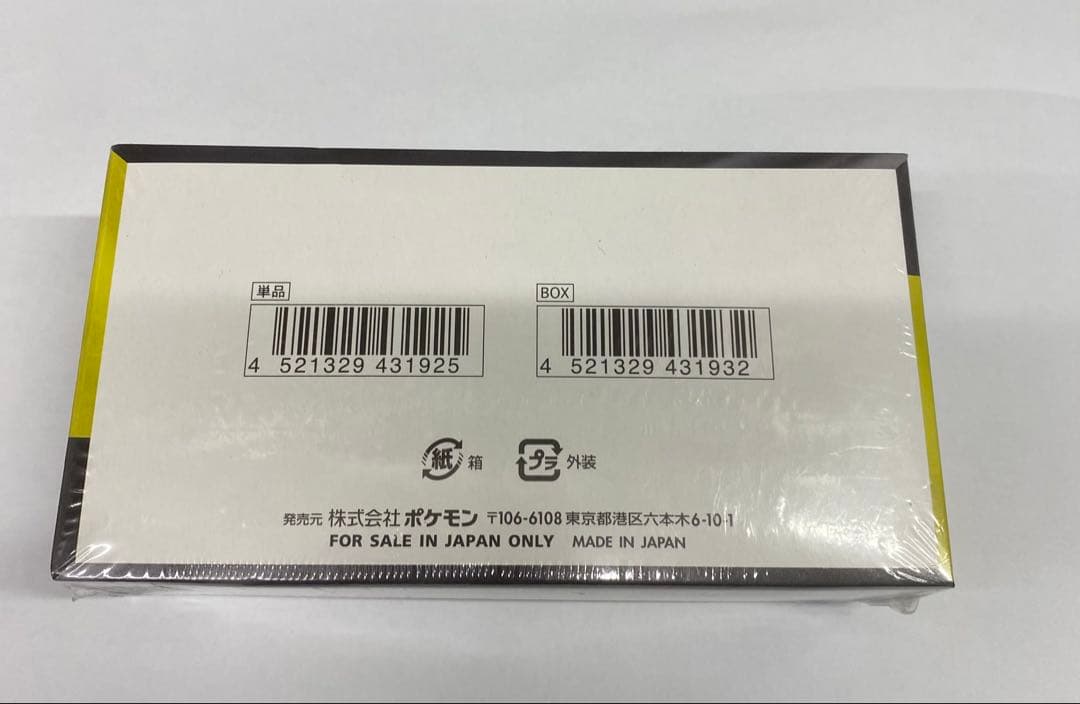 単品
4 521329 431925
BOX
4 521329 431932
紙 箱
プラ 外装
発売元 株式会社ポケモン 〒106-6108 東京都港区六本木6-10-1
FOR SALE IN JAPAN ONLY MADE IN JAPAN